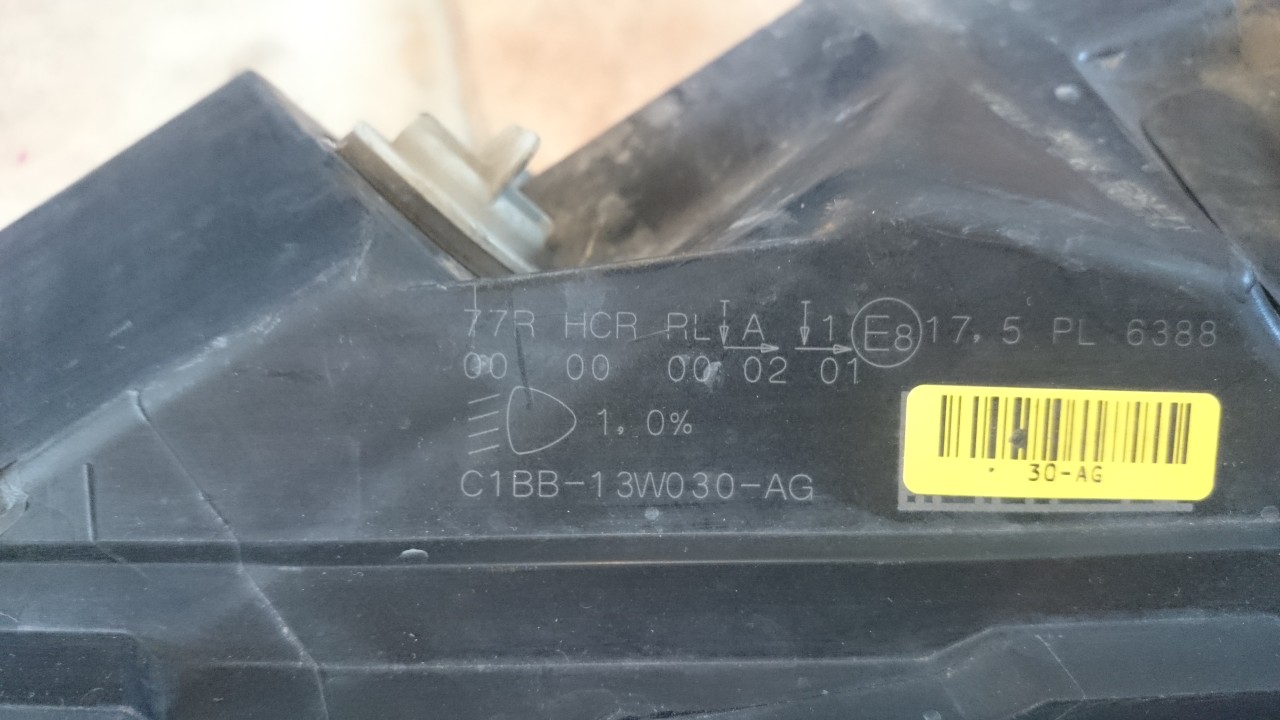 77R HCR PL A 1 E8 17,5 PL 6388
00 00 00 02 01
1,0%
C1BB-13W030-AG
30-AG